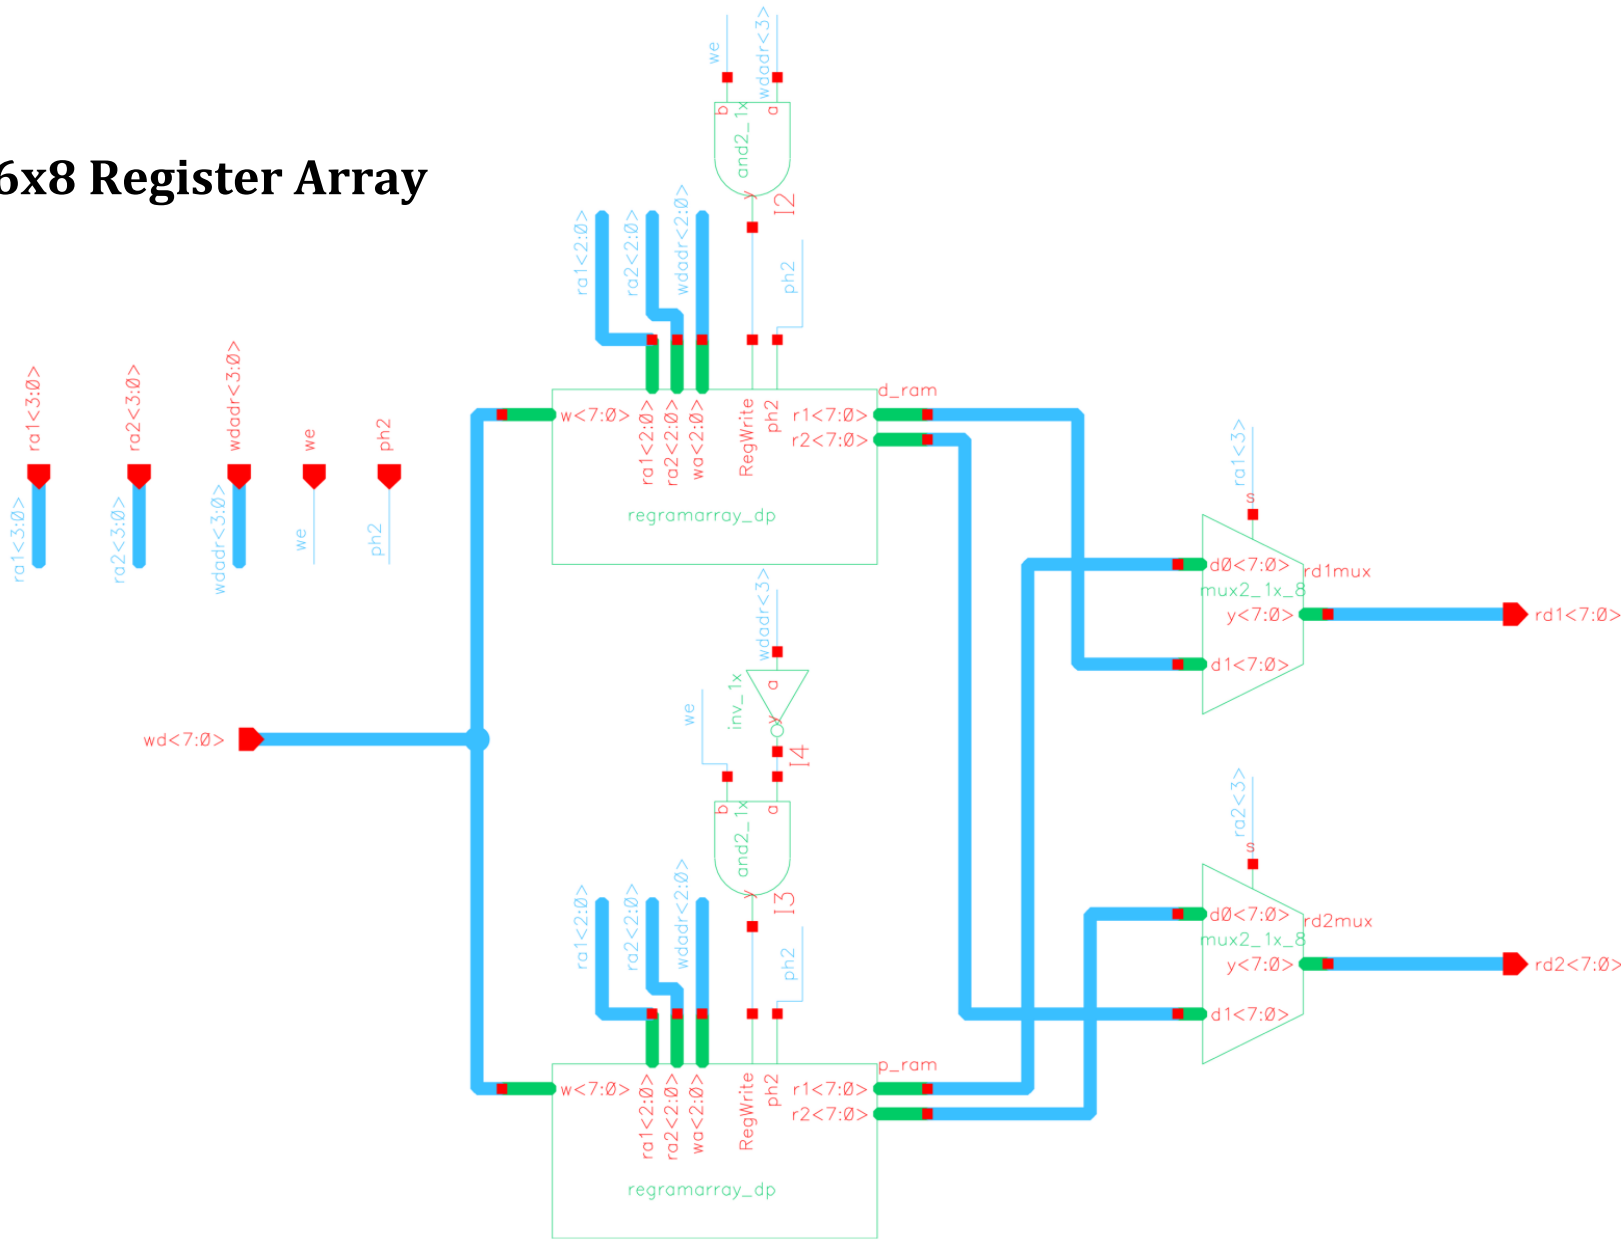 we
wdadr<3>
b
a
and2_1x
y
I2
6x8 Register Array
ra1<2:0>
ra2<2:0>
wdadr<2:0>
ph2
ra1<3:0>
ra2<3:0>
wdadr<3:0>
we
ph2
ra1<3:0>
ra2<3:0>
wdadr<3:0>
we
ph2
d_ram
w<7:0>
ra1<2:0>
ra2<2:0>
wa<2:0>
RegWrite
ph2
r1<7:0>
r2<7:0>
regramarray_dp
ra1<3>
s
d0<7:0>
rd1mux
mux2_1x_8
y<7:0>
rd1<7:0>
d1<7:0>
wdadr<3>
a
inv_1x
y
we
I4
wd<7:0>
b
a
and2_1x
y
I3
ra1<2:0>
ra2<2:0>
wdadr<2:0>
ph2
ra2<3>
s
d0<7:0>
rd2mux
mux2_1x_8
y<7:0>
rd2<7:0>
d1<7:0>
p_ram
w<7:0>
ra1<2:0>
ra2<2:0>
wa<2:0>
RegWrite
ph2
r1<7:0>
r2<7:0>
regramarray_dp